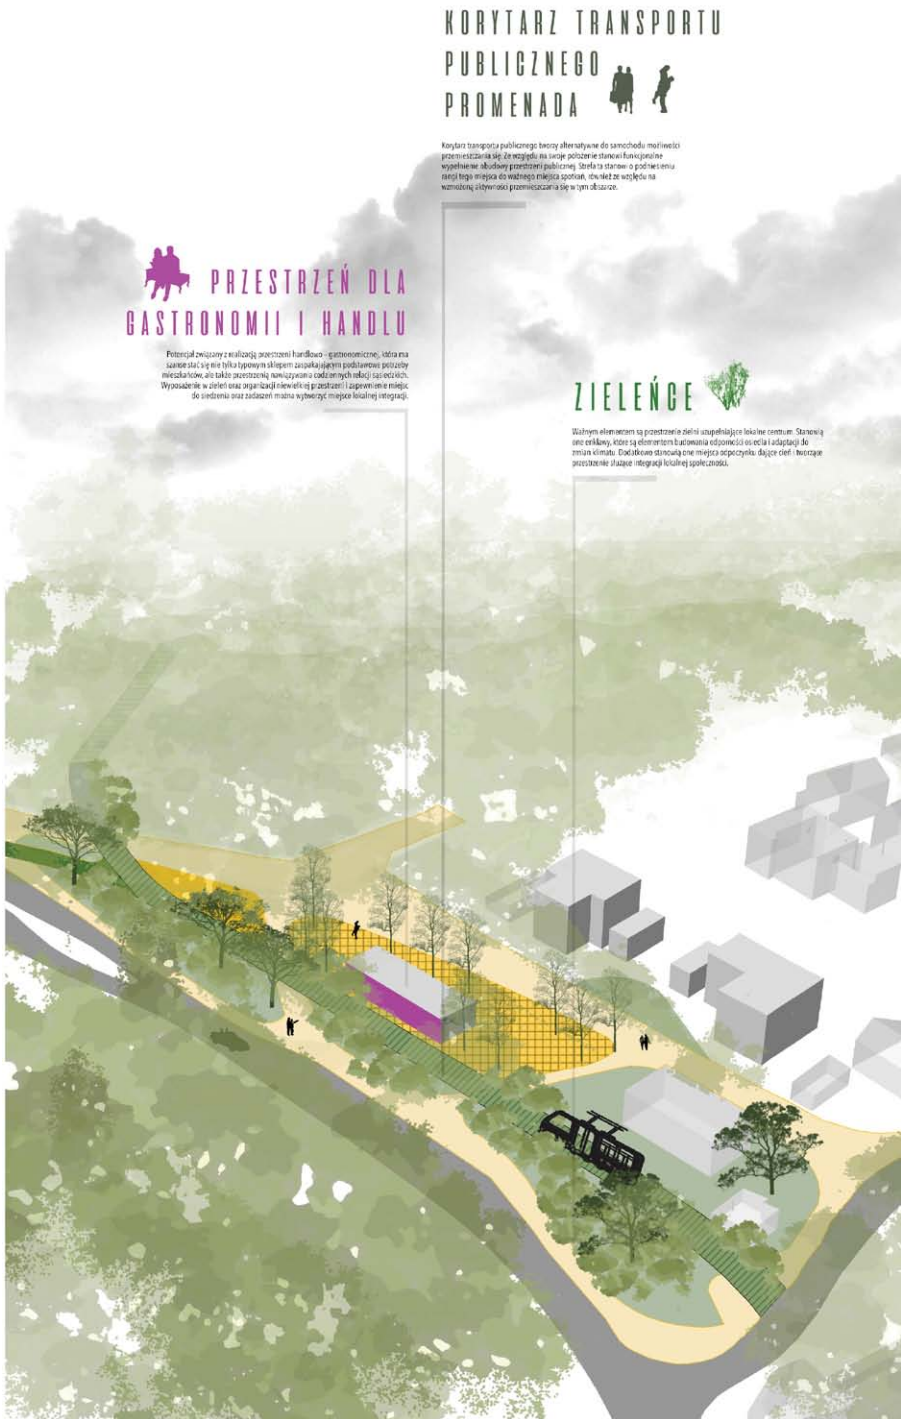 KORYTARZ TRANSPORTU
PUBLICZNEGO
PROMENADA
Korytarz transportu publicznego tworzy alternatywne do samochodu możliwości
przemieszczania się. Ze względu na swoje położenie stanowi funkcjonalne
wypełnienie obudowy przestrzeni publicznej. Strefa ta stanowi o podniesieniu
rangi tego miejsca do ważnego miejsca spotkań, również ze względu na
wzmożoną aktywności przemieszczania się w tym obszarze.
PRZESTRZEŃ DLA
GASTRONOMII I HANDLU
Potencjał związany z realizacją przestrzeni handlowo - gastronomicznej, która ma
szanse stać się nie tylko typowym sklepem zaspakajającym podstawowe potrzeby
mieszkańców, ale także przestrzenią nawiązywania codziennych relacji sąsiedzkich.
Wyposażenie w zieleń oraz organizacji niewielkiej przestrzeni i zapewnienie miejsc
do siedzenia oraz zadaszeń można wytworzyć miejsce lokalnej integracji.
ZIELEŃCE
Ważnym elementem są przestrzenie zieleni uzupełniające lokalne centrum. Stanowią
one enklawy, które są elementem budowania odporności osiedla i adaptacji do
zmian klimatu. Dodatkowo stanowią one miejsca odpoczynku dające cień i tworzące
przestrzenie służące integracji lokalnej społeczności.